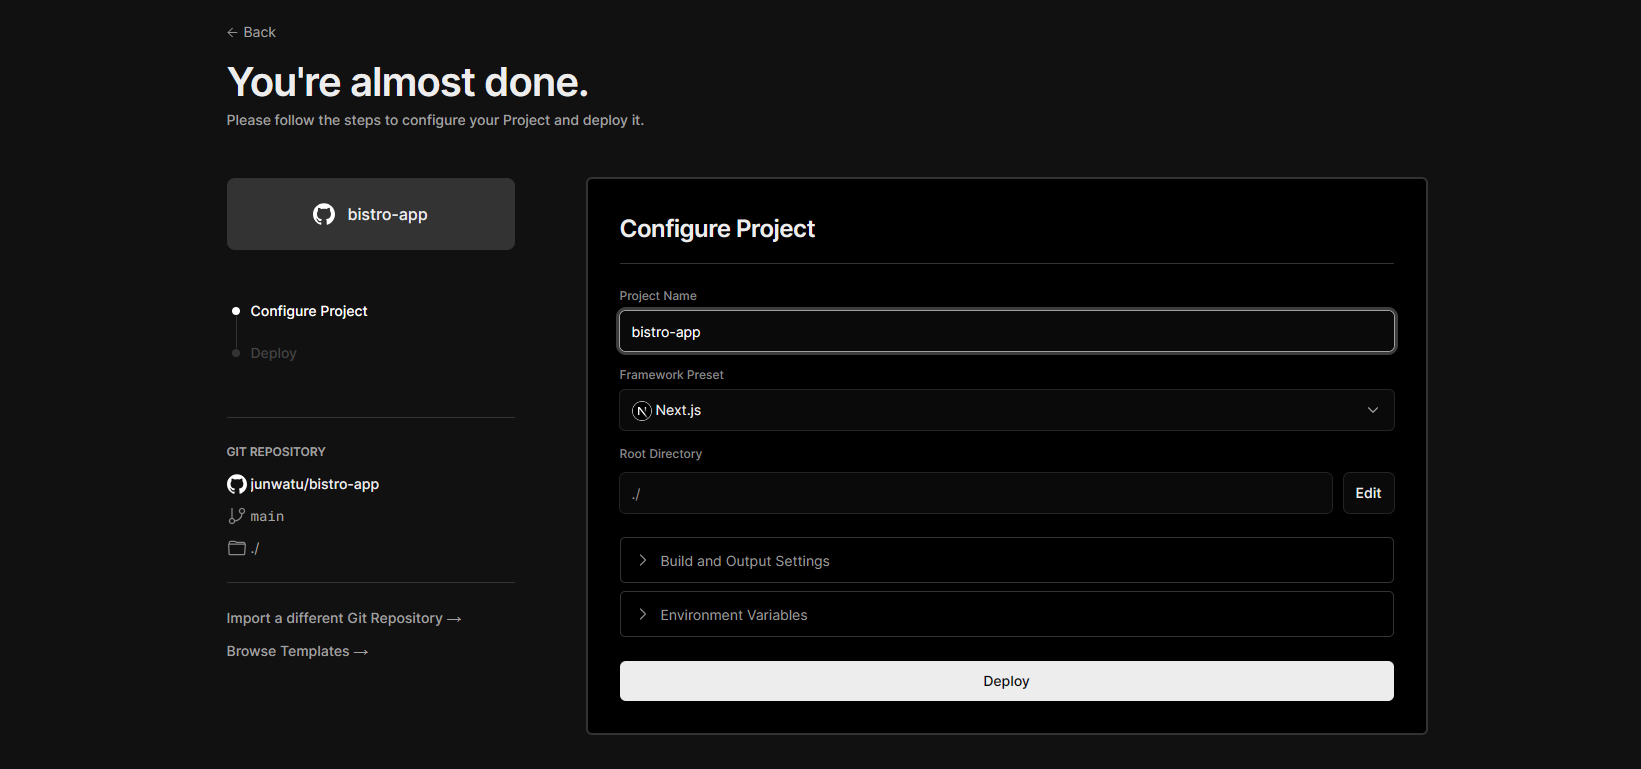 ← Back
You're almost done.
Please follow the steps to configure your Project and deploy it.
bistro-app
Configure Project
Deploy
GIT REPOSITORY
junwatu/bistro-app
main
./
Import a different Git Repository →
Browse Templates →
Configure Project
Project Name
bistro-app
Framework Preset
N Next.js
Root Directory
./
Edit
Build and Output Settings
Environment Variables
Deploy